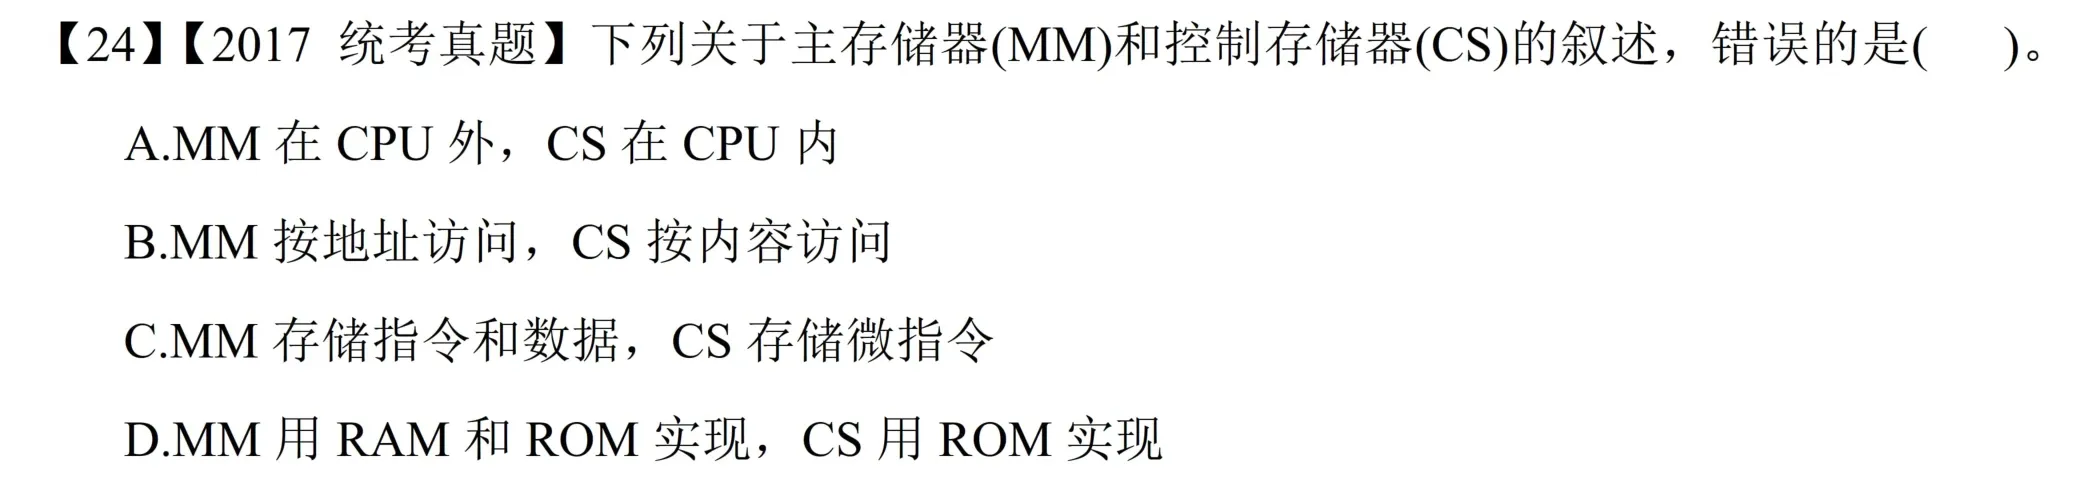 【24】【2017 统考真题】下列关于主存储器(MM)和控制存储器(CS)的叙述，错误的是(    )。
A.MM 在 CPU 外，CS 在 CPU 内
B.MM 按地址访问，CS 按内容访问
C.MM 存储指令和数据，CS 存储微指令
D.MM 用 RAM 和 ROM 实现，CS 用 ROM 实现